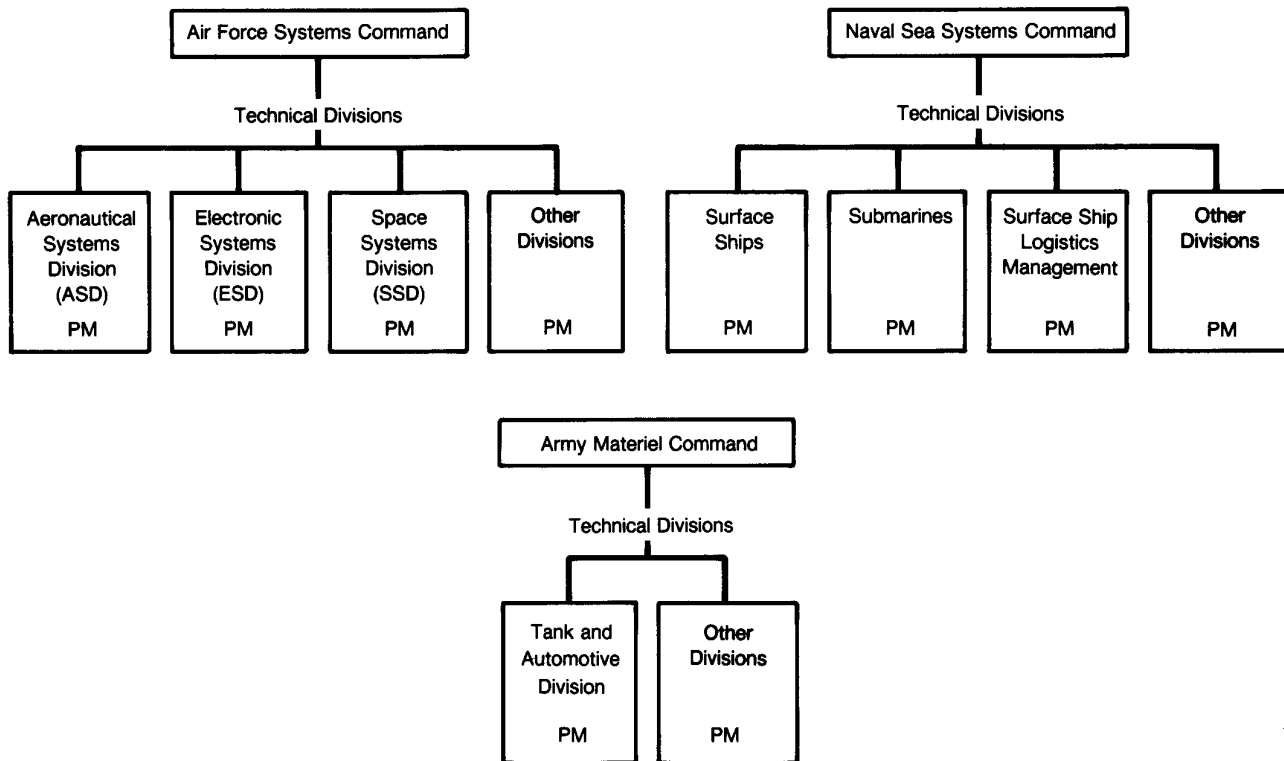 Air Force Systems Command
Technical Divisions
Aeronautical
Systems
Division
(ASD)
PM
Electronic
Systems
Division
(ESD)
PM
Space
Systems
Division
(SSD)
PM
Other
Divisions
PM
Naval Sea Systems Command
Technical Divisions
Surface
Ships
PM
Submarines
PM
Surface Ship
Logistics
Management
PM
Other
Divisions
PM
Army Materiel Command
Technical Divisions
Tank and
Automotive
Division
PM
Other
Divisions
PM